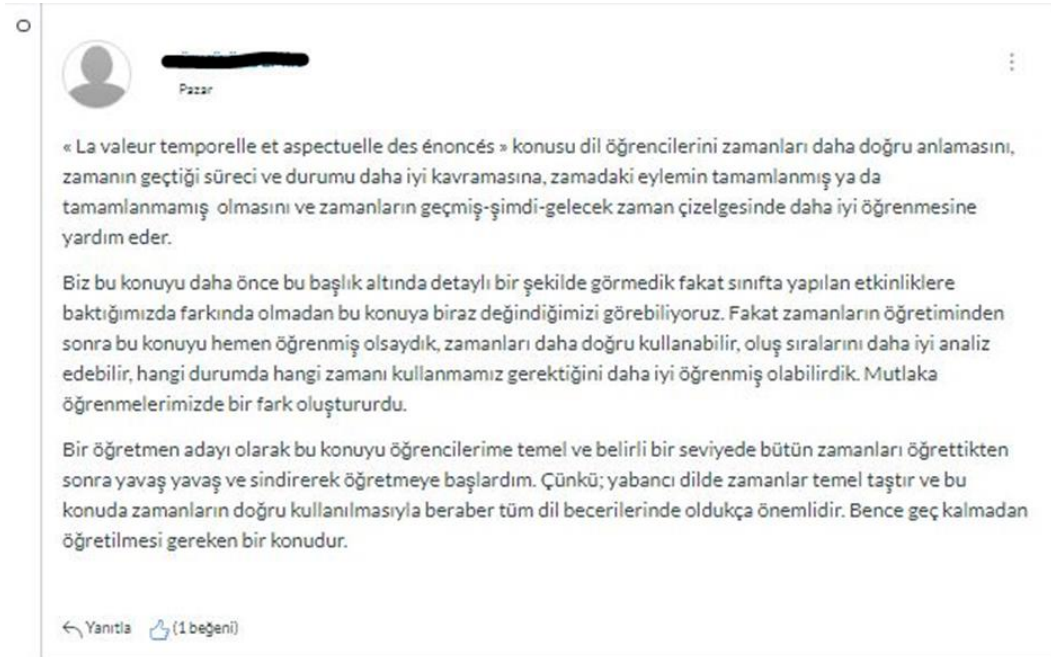 Pazar
« La valeur temporelle et aspectuelle des énoncés » konusu dil öğrencilerini zamanları daha doğru anlamasını,
zamanın geçtiği süreci ve durumu daha iyi kavramasına, zamadaki eylemin tamamlanmış ya da
tamamlanmamış olmasını ve zamanların geçmiş-şimdi-gelecek zaman çizelgesinde daha iyi öğrenmesine
yardım eder.
Biz bu konuyu daha önce bu başlık altında detaylı bir şekilde görmedik fakat sınıfta yapılan etkinliklere
baktığımızda farkında olmadan bu konuya biraz değindiğimizi görebiliyoruz. Fakat zamanların öğretiminden
sonra bu konuyu hemen öğrenmiş olsaydık, zamanları daha doğru kullanabilir, oluş sıralarını daha iyi analiz
edebilir, hangi durumda hangi zamanı kullanmamız gerektiğini daha iyi öğrenmiş olabilirdik. Mutlaka
öğrenmelerimizde bir fark oluştururdu.
Bir öğretmen adayı olarak bu konuyu öğrencilerime temel ve belirli bir seviyede bütün zamanları öğrettikten
sonra yavaş yavaş ve sindirerek öğretmeye başlardım. Çünkü; yabancı dilde zamanlar temel taştır ve bu
konuda zamanların doğru kullanılmasıyla beraber tüm dil becerilerinde oldukça önemlidir. Bence geç kalmadan
öğretilmesi gereken bir konudur.
Yanıtla (1 beğeni)